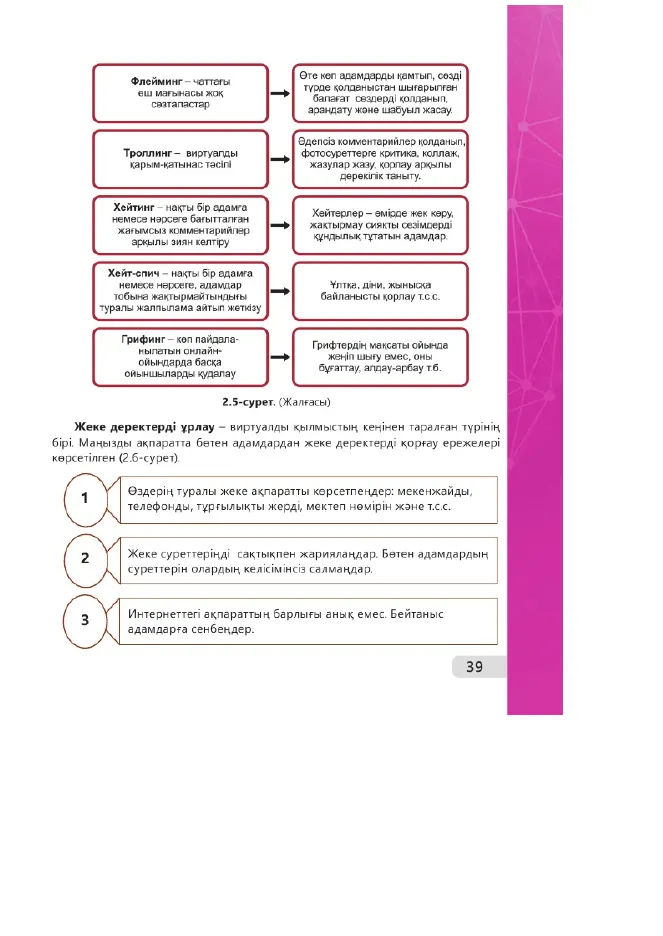 Флейминг – чаттағы
еш мағынасы жоқ
сөзталастар
Өте көп адамдарды қамтып, сөзді
түрде қолданыстан шығарылған
балағат сөздерді қолданып,
арандату және шабуыл жасау.
Троллинг – виртуалды
қарым-қатынас тәсілі
Әдепсіз комментарийлер қолданып,
фотосуреттерге критика, коллаж,
жазулар жазу, қорлау арқылы
дерекілік таныту.
Хейтинг - нақты бір адамға
немесе нәрсеге бағытталған
жағымсыз комментарийлер
арқылы зиян келтіру
Хейтерлер – өмірде жек көру,
жақтырмау сияқты сезімдерді
құндылық тұтатын адамдар.
Хейт-спич – нақты бір адамға
немесе нәрсеге, адамдар
тобына жақтырмайтындығы
туралы жалпылама айтып жеткізу
Ұлтқа, діни, жынысқа
байланысты қорлау т.с.с.
Грифинг – көп пайдала-
нылатын онлайн-
ойындарда басқа
ойыншыларды қудалау
Грифтердің мақсаты ойында
жеңіп шығу емес, оны
бұғаттау, алдау-арбау т.б.
2.5-сурет. (Жалғасы)
Жеке деректерді ұрлау – виртуалды қылмыстың кеңінен таралған түрінің
бірі. Маңызды ақпаратта бөтен адамдардан жеке деректерді қорғау ережелері
көрсетілген (2.6-сурет).
1
Өздерің туралы жеке ақпаратты көрсетпеңдер: мекенжайды,
телефонды, тұрғылықты жерді, мектеп нөмірін және т.с.с.
2
Жеке суреттеріңді сақтықпен жариялаңдар. Бөтен адамдардың
суреттерін олардың келісімінсіз салмаңдар.
3
Интернеттегі ақпараттың барлығы анық емес. Бейтаныс
адамдарға сенбеңдер.
39